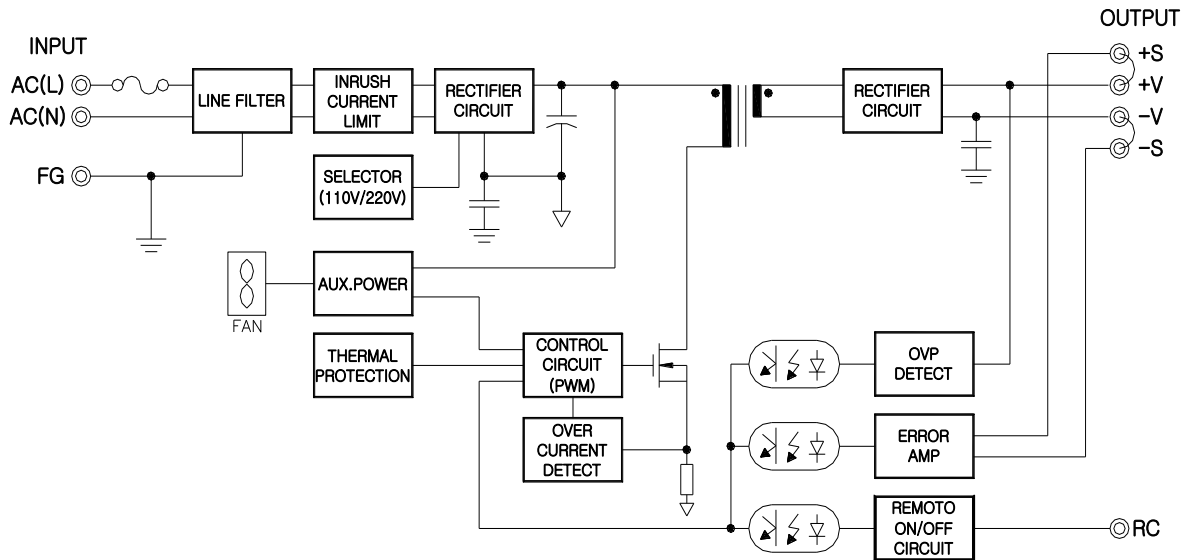 OUTPUT
INPUT
+S
AC(L)
+V
AC(N)
-V
-S
FG
LINE FILTER
INRUSH
CURRENT
LIMIT
RECTIFIER
CIRCUIT
RECTIFIER
CIRCUIT
SELECTOR
(110V/220V)
AUX.POWER
FAN
THERMAL
PROTECTION
CONTROL
CIRCUIT
(PWM)
OVP
DETECT
OVER
CURRENT
DETECT
ERROR
AMP
REMOTO
ON/OFF
CIRCUIT
RC